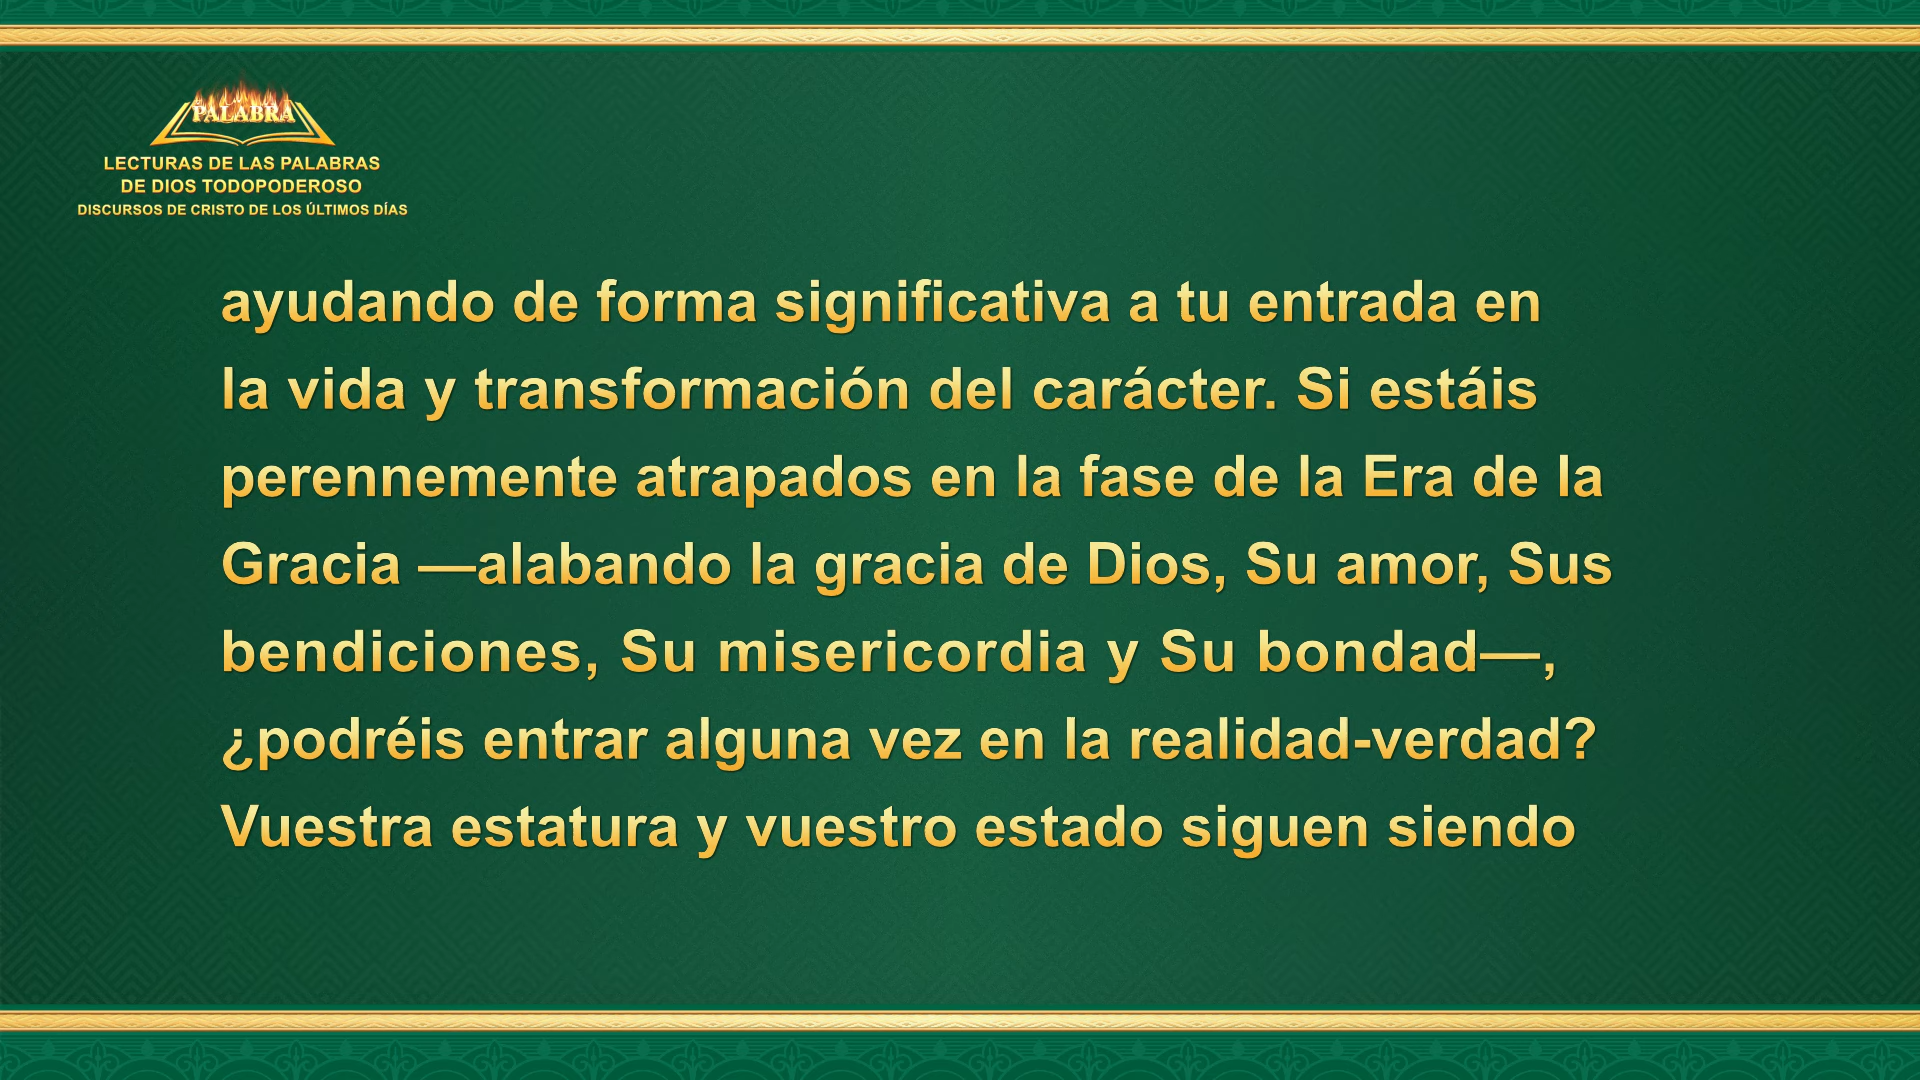 PALABRA
LECTURAS DE LAS PALABRAS
DE DIOS TODOPODEROSO
DISCURSOS DE CRISTO DE LOS ÚLTIMOS DÍAS
ayudando de forma significativa a tu entrada en
la vida y transformación del carácter. Si estáis
perennemente atrapados en la fase de la Era de la
Gracia —alabando la gracia de Dios, Su amor, Sus
bendiciones, Su misericordia y Su bondad—,
¿podréis entrar alguna vez en la realidad-verdad?
Vuestra estatura y vuestro estado siguen siendo